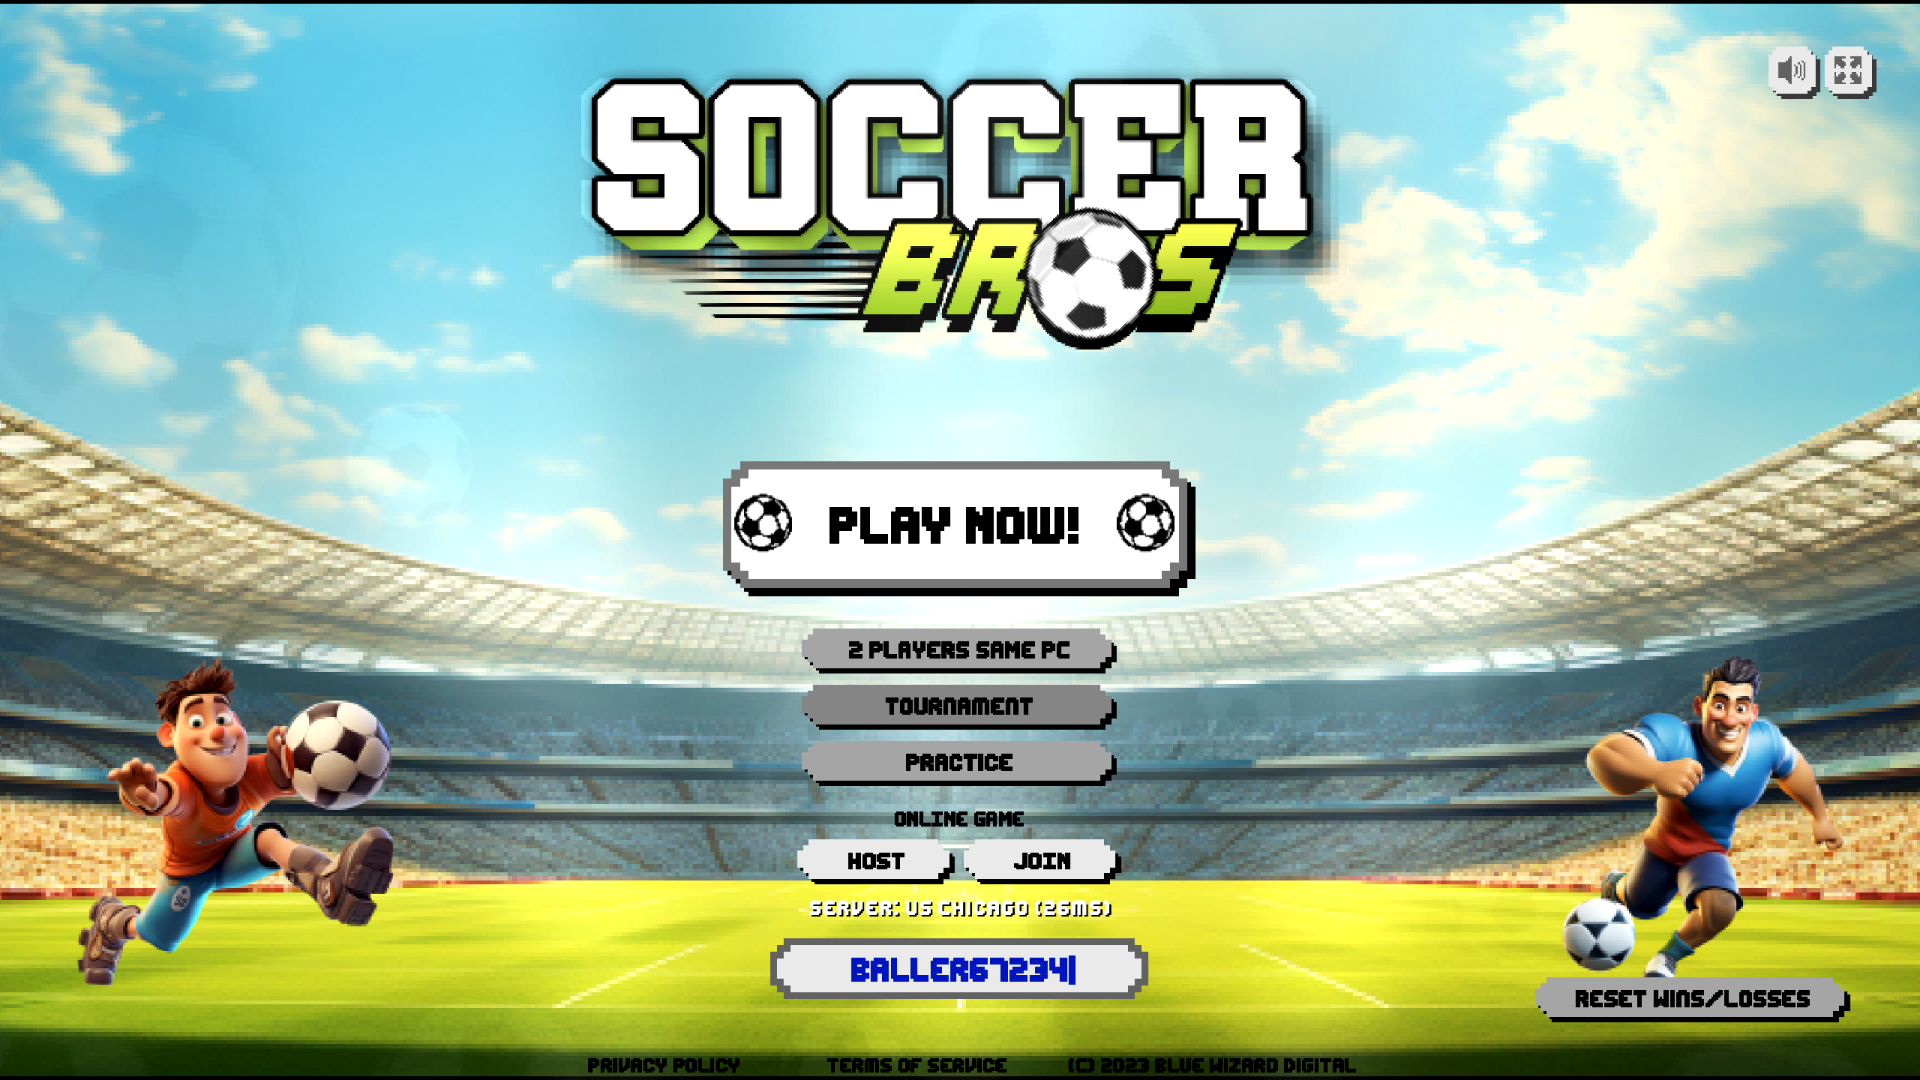 SOCCER
BROS
PLAY NOW!
2 PLAYERS SAME PC
TOURNAMENT
PRACTICE
ONLINE GAME
HOST JOIN
SERVER: US CHICAGO (26MS)
BALLER67234
RESET WINS/LOSSES
PRIVACY POLICY TERMS OF SERVICE (C) 2023 BLUE WIZARD DIGITAL